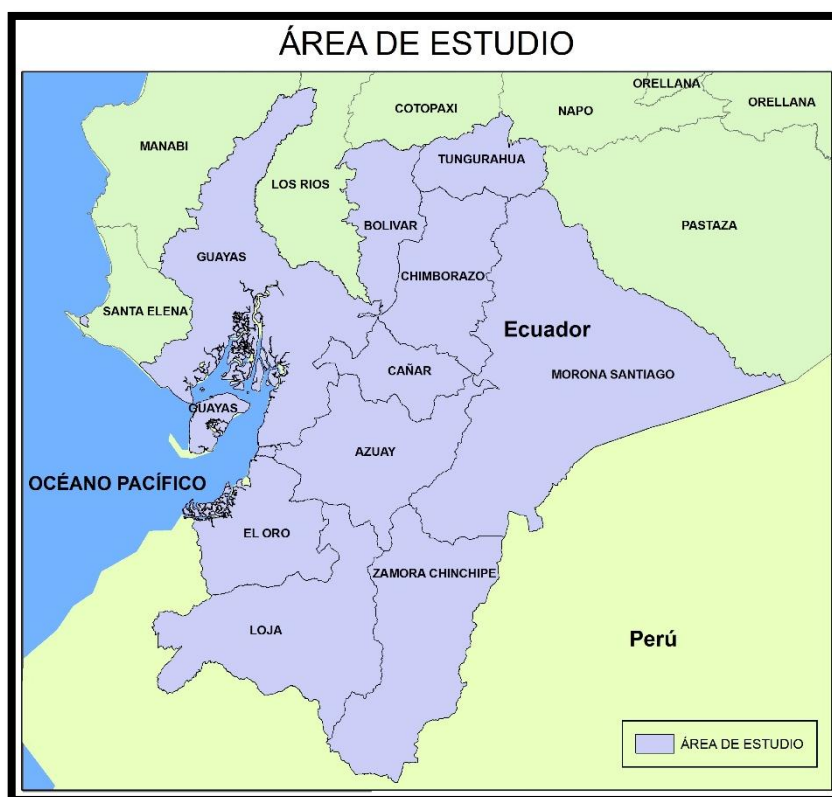 ÁREA DE ESTUDIO
ORELLANA
COTOPAXI
NAPO
ORELLANA
MANABI
TUNGURAHUA
LOS RIOS
BOLIVAR
PASTAZA
GUAYAS
CHIMBORAZO
SANTA ELENA
Ecuador
CAÑAR
MORONA SANTIAGO
GUAYAS
AZUAY
OCÉANO PACÍFICO
EL ORO
ZAMORA CHINCHIPE
LOJA
Perú
ÁREA DE ESTUDIO